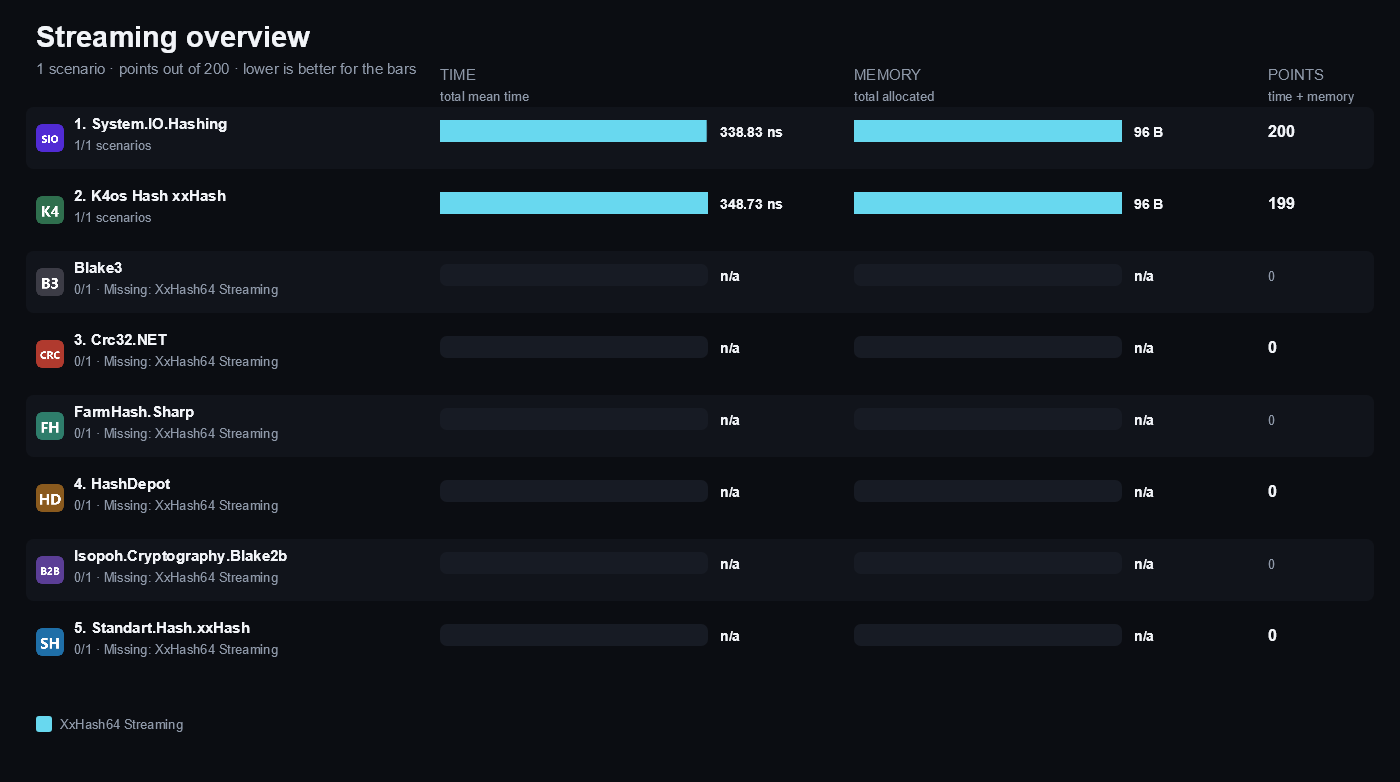 Streaming overview
1 scenario · points out of 200 · lower is better for the bars
TIME
total mean time
MEMORY
total allocated
POINTS
time + memory
SIO
1. System.IO.Hashing
1/1 scenarios
338.83 ns
96 B
200
K4
2. K4os Hash xxHash
1/1 scenarios
348.73 ns
96 B
199
B3
Blake3
0/1 · Missing: XxHash64 Streaming
n/a
n/a
0
CRC
3. Crc32.NET
0/1 · Missing: XxHash64 Streaming
n/a
n/a
0
FH
FarmHash.Sharp
0/1 · Missing: XxHash64 Streaming
n/a
n/a
0
HD
4. HashDepot
0/1 · Missing: XxHash64 Streaming
n/a
n/a
0
B2B
Isopoh.Cryptography.Blake2b
0/1 · Missing: XxHash64 Streaming
n/a
n/a
0
SH
5. Standart.Hash.xxHash
0/1 · Missing: XxHash64 Streaming
n/a
n/a
0
XxHash64 Streaming